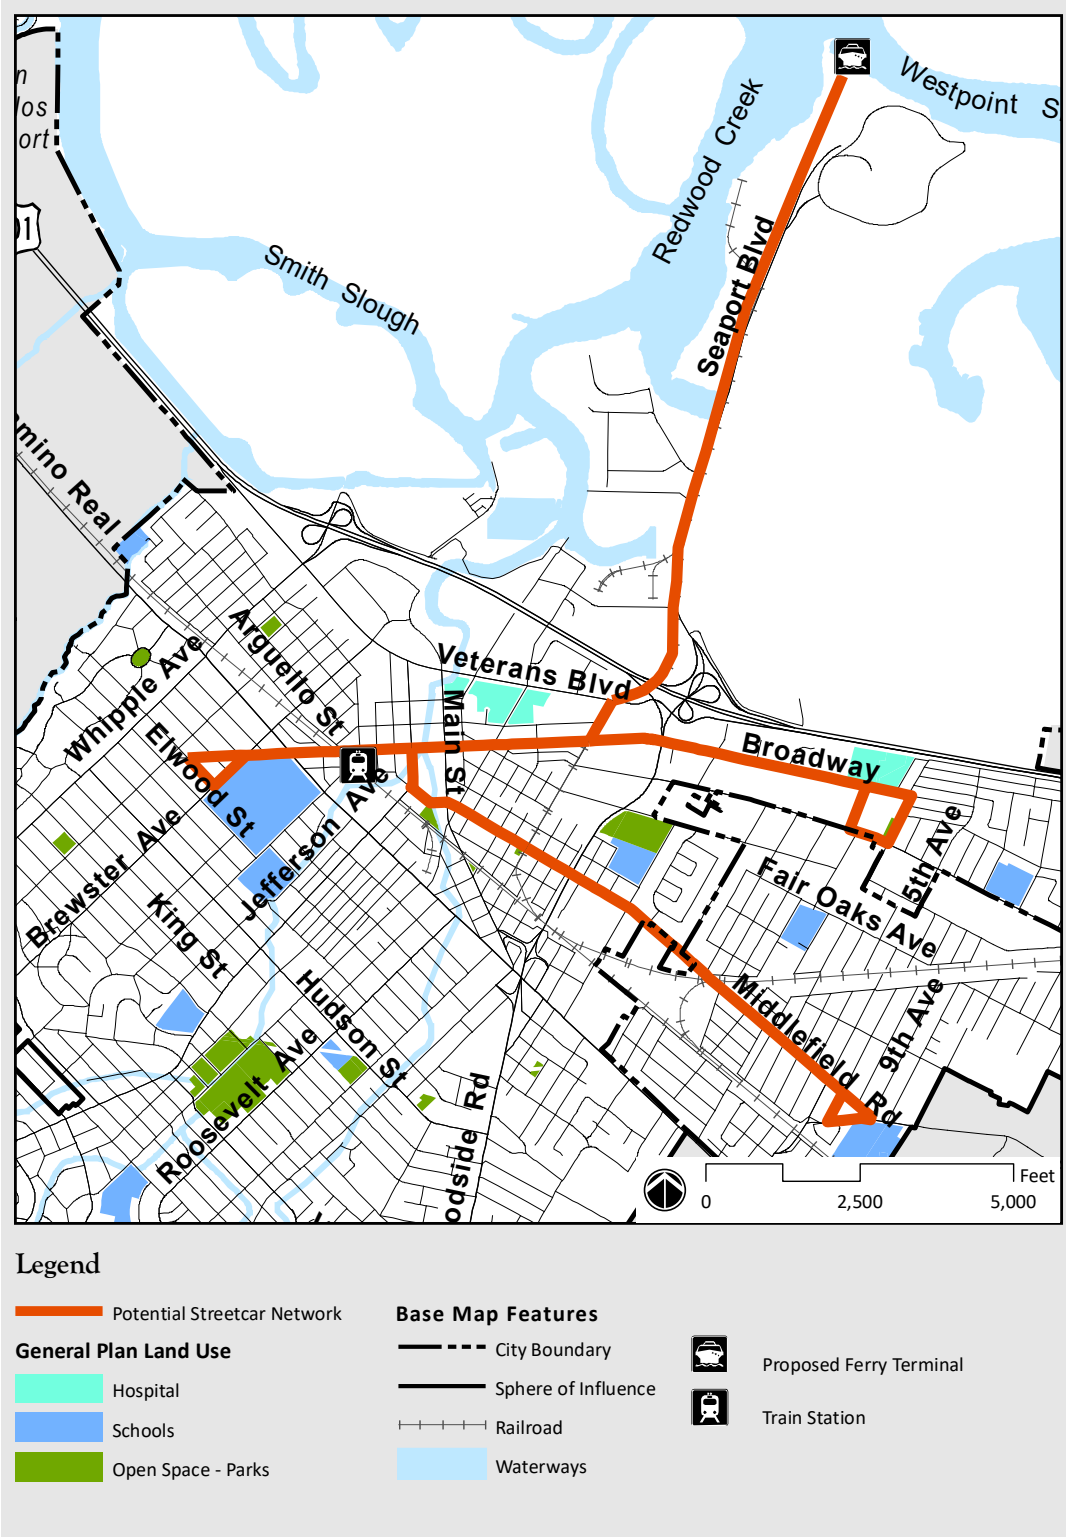 Westpoint S
n
los
ort
Redwood Creek
01
Smith Slough
Seaport Blvd
mino Real
Arguello St
Whipple Ave
Veterans Blvd
Main St
Elwood St
Broadway
Jefferson Ave
Brewster Ave
5th Ave
Fair Oaks Ave
King St
Hudson St
Middlefield Rd
9th Ave
Roosevelt Ave
odside Rd
Feet
0 2,500 5,000
Legend
Potential Streetcar Network
General Plan Land Use
Hospital
Schools
Open Space - Parks
Base Map Features
City Boundary
Sphere of Influence
Railroad
Waterways
Proposed Ferry Terminal
Train Station